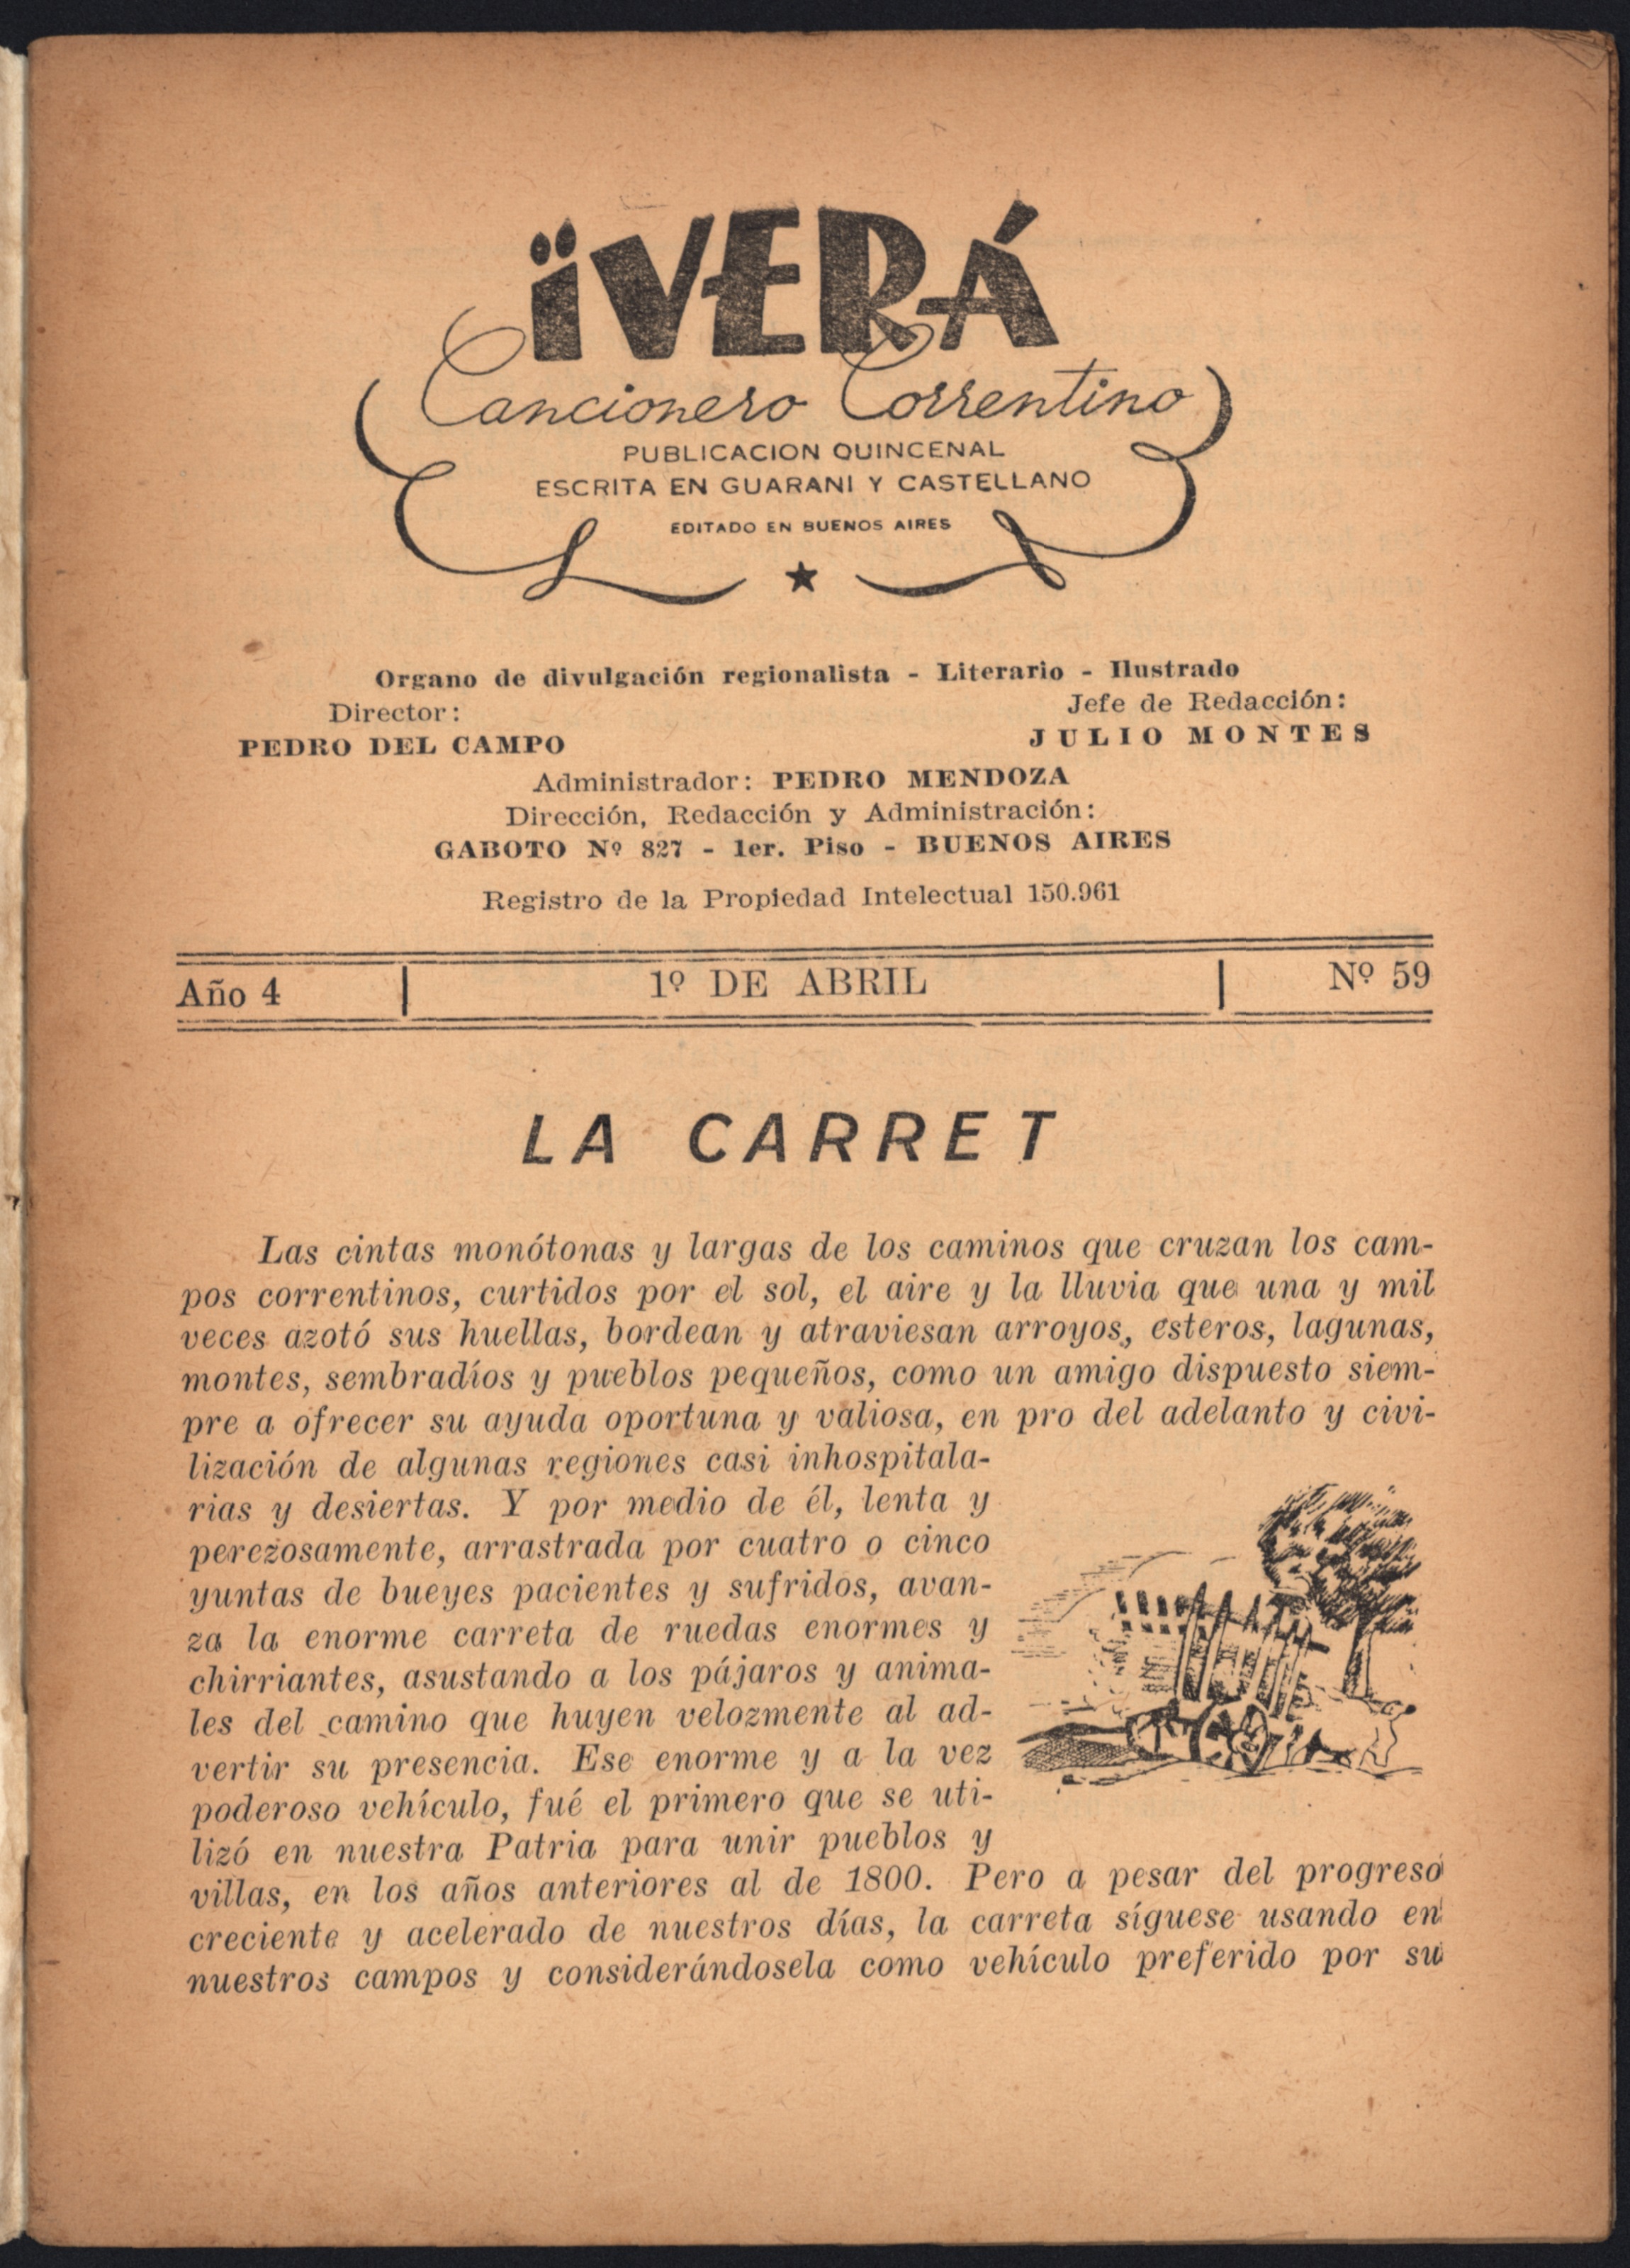 ïVERÁ
Cancionero Correntino
PUBLICACION QUINCENAL
ESCRITA EN GUARANI Y CASTELLANO
EDITADO EN BUENOS AIRES
Organo de divulgación regionalista - Literario - Ilustrado
Director: Jefe de Redacción:
PEDRO DEL CAMPO JULIO MONTES
Administrador: PEDRO MENDOZA
Dirección, Redacción y Administración:
GABOTO Nº 827 - 1er. Piso - BUENOS AIRES
Registro de la Propiedad Intelectual 150.961
Año 4 1º DE ABRIL Nº 59
LA CARRET
Las cintas monótonas y largas de los caminos que cruzan los cam-
pos correntinos, curtidos por el sol, el aire y la lluvia que una y mil
veces azotó sus huellas, bordean y atraviesan arroyos, esteros, lagunas,
montes, sembradíos y pueblos pequeños, como un amigo dispuesto siem-
pre a ofrecer su ayuda oportuna y valiosa, en pro del adelanto y civi-
lización de algunas regiones casi inhospitala-
rias y desiertas. Y por medio de él, lenta y
perezosamente, arrastrada por cuatro o cinco
yuntas de bueyes pacientes y sufridos, avan-
za la enorme carreta de ruedas enormes y
chirriantes, asustando a los pájaros y anima-
les del camino que huyen velozmente al ad-
vertir su presencia. Ese enorme y a la vez
poderoso vehículo, fué el primero que se uti-
lizó en nuestra Patria para unir pueblos y
villas, en los años anteriores al de 1800. Pero a pesar del progreso
creciente y acelerado de nuestros días, la carreta síguese usando en
nuestros campos y considerándosela como vehículo preferido por su